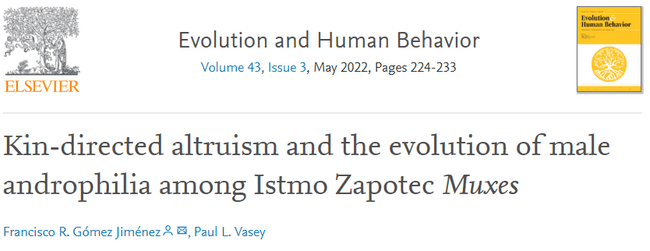 Evolution and Human Behavior
Volume 43, Issue 3, May 2022, Pages 224-233
ELSEVIER
Evolution and Human Behavior
Kin-directed altruism and the evolution of male
androphilia among Istmo Zapotec Muxes
Francisco R. Gómez Jiménez, Paul L. Vasey